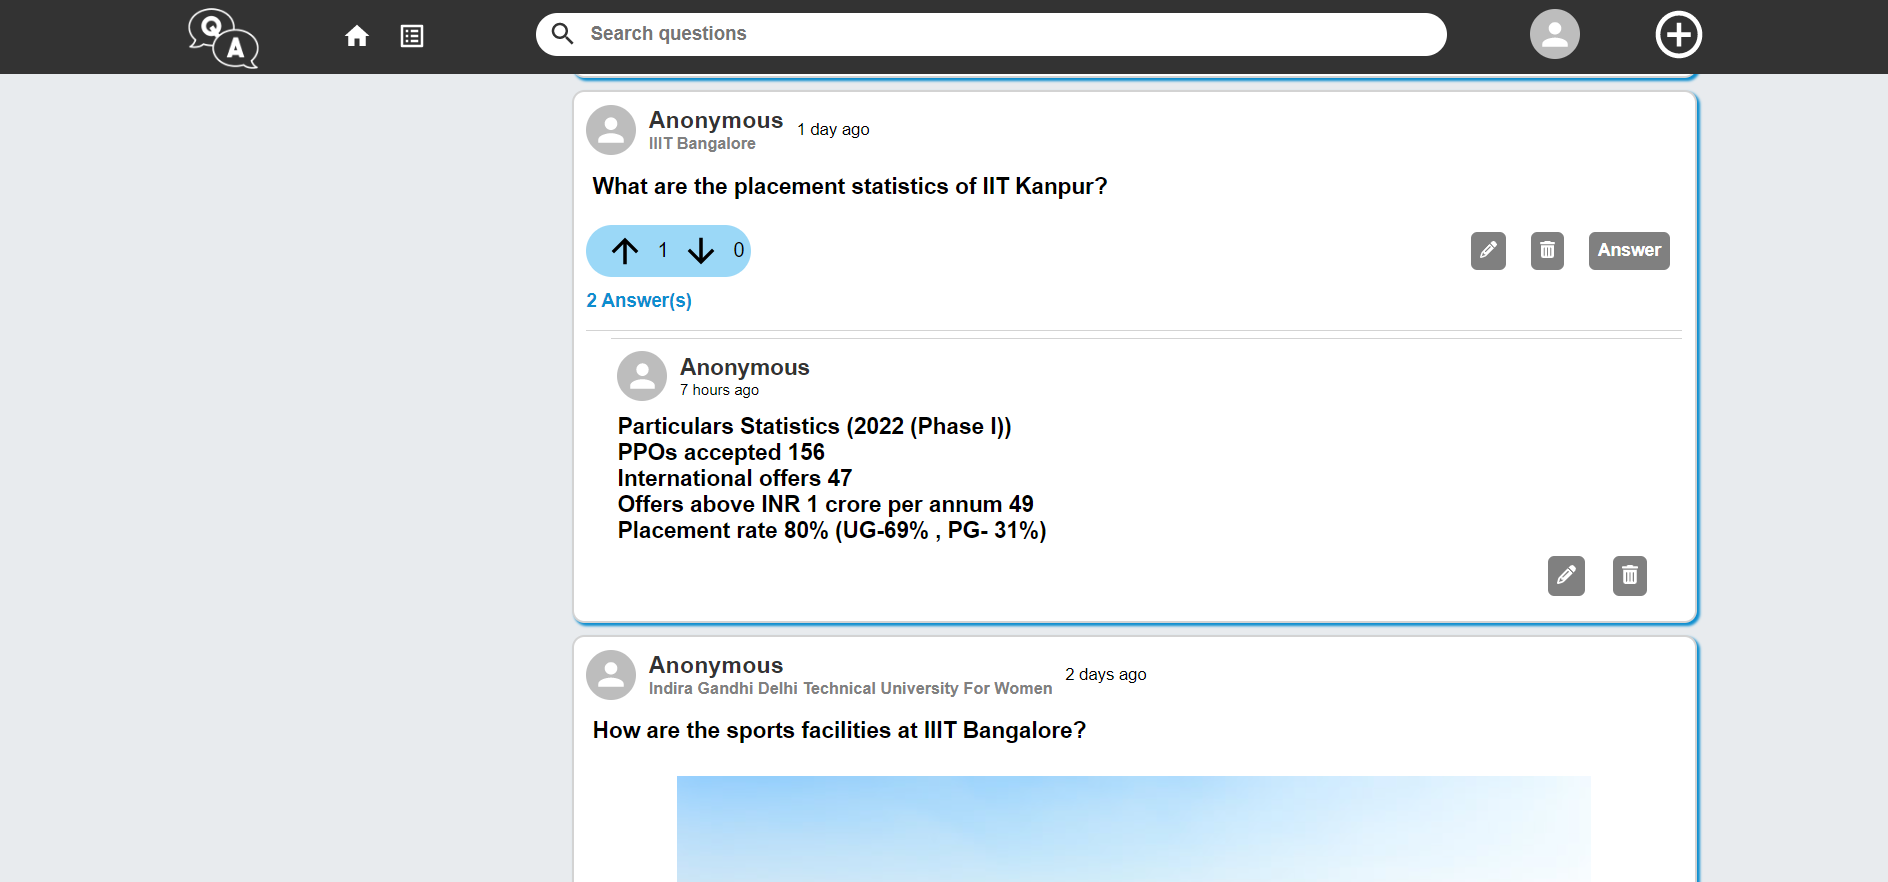 Q
A
Search questions
Anonymous
1 day ago
IIIT Bangalore
What are the placement statistics of IIT Kanpur?
1 0
Answer
2 Answer(s)
Anonymous
7 hours ago
Particulars Statistics (2022 (Phase I))
PPOs accepted 156
International offers 47
Offers above INR 1 crore per annum 49
Placement rate 80% (UG-69% , PG- 31%)
Anonymous
2 days ago
Indira Gandhi Delhi Technical University For Women
How are the sports facilities at IIIT Bangalore?